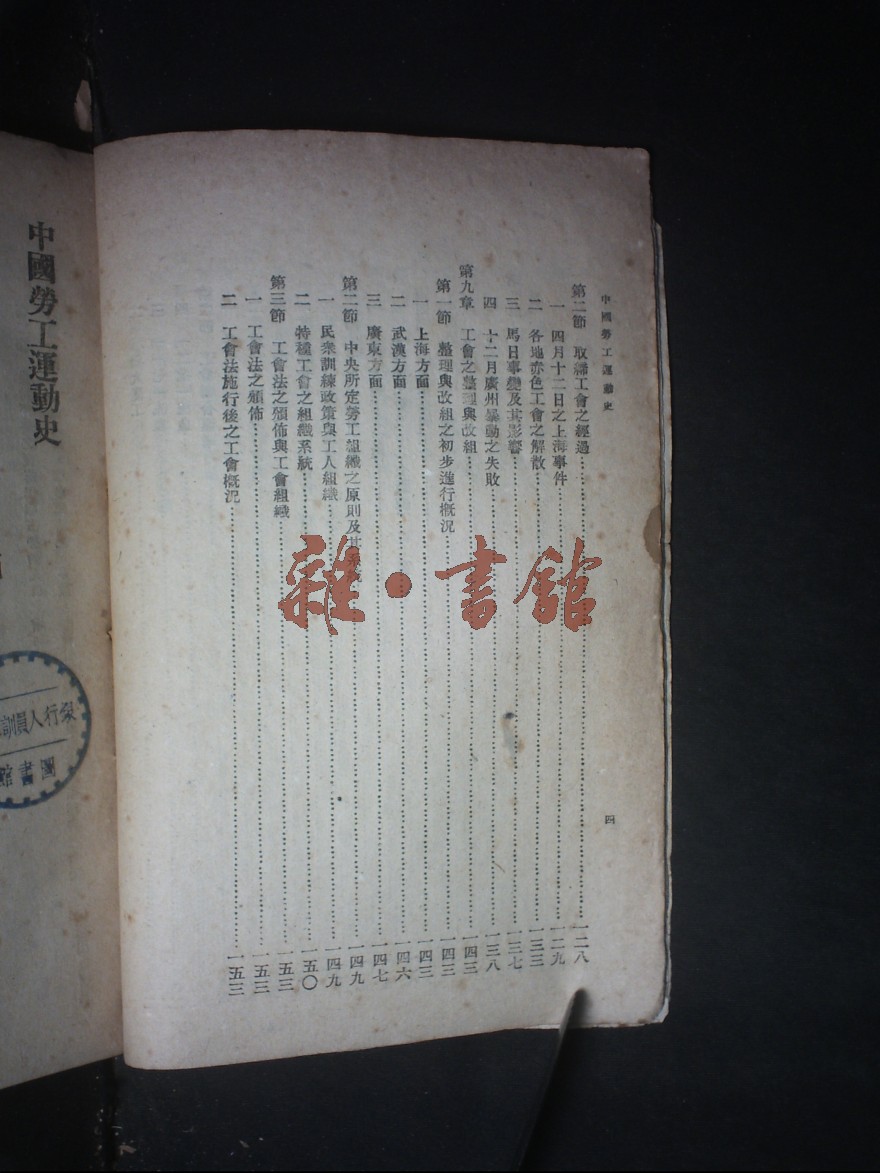 中國勞工運動史
第二節　取締工會之經過……一二八
一　四月十二日之上海事件……一二九
二　各地赤色工會之解散……一三三
三　馬日事變及其影響……一三七
四　十二月廣州暴動之失敗……一三八
第九章　工會之整理與改組……一四三
第一節　整理與改組之初步進行概況……一四三
一　上海方面……一四三
二　武漢方面……一四六
三　廣東方面……一四七
第二節　中央所定勞工組織之原則及其……一四九
一　民衆訓練政策與工人組織……一四九
二　特種工會之組織系統……一五〇
第三節　工會法之頒佈與工會組織……一五三
一　工會法之頒佈……一五三
二　工會法施行後之工會概況……一五三
四
雜·書館
中國勞工運動史
保行人員訓
圖書館